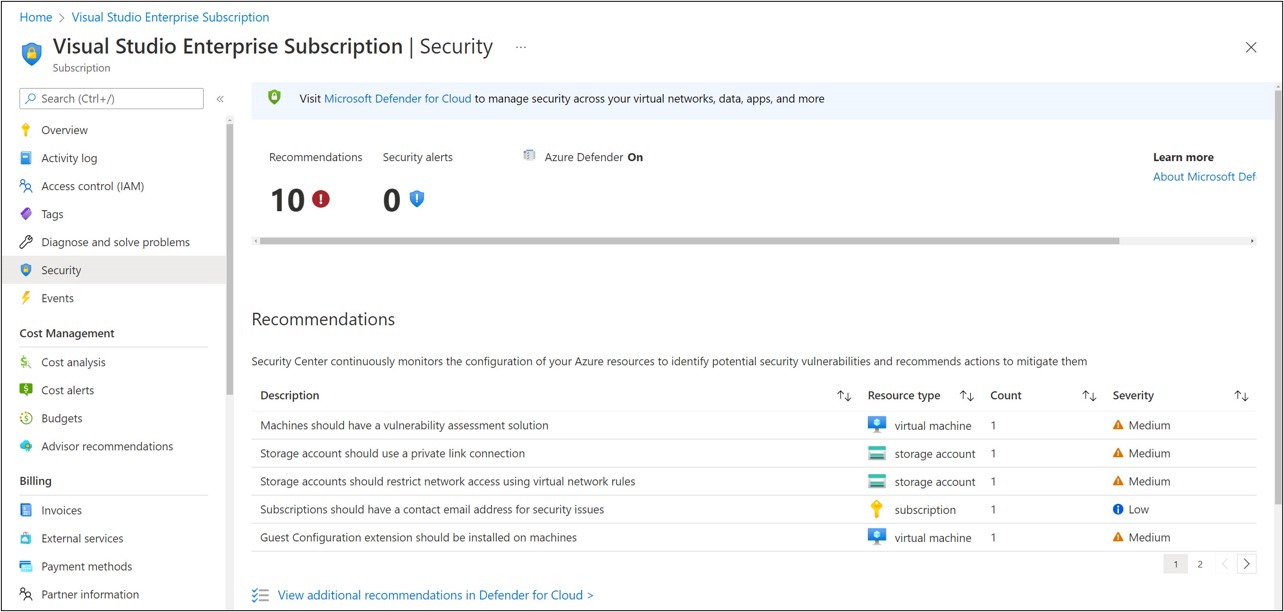 Home > Visual Studio Enterprise Subscription
Visual Studio Enterprise Subscription | Security ...
Subscription
Search (Ctrl+/) «
Overview
Activity log
Access control (IAM)
Tags
Diagnose and solve problems
Security
Events
Cost Management
Cost analysis
Cost alerts
Budgets
Advisor recommendations
Billing
Invoices
External services
Payment methods
Partner information
Visit Microsoft Defender for Cloud to manage security across your virtual networks, data, apps, and more
Recommendations Security alerts Azure Defender On
10 0
Learn more
About Microsoft Def
Recommendations
Security Center continuously monitors the configuration of your Azure resources to identify potential security vulnerabilities and recommends actions to mitigate them
Description ↑↓ Resource type ↑↓ Count ↑↓ Severity ↑↓
Machines should have a vulnerability assessment solution virtual machine 1 Medium
Storage account should use a private link connection storage account 1 Medium
Storage accounts should restrict network access using virtual network rules storage account 1 Medium
Subscriptions should have a contact email address for security issues subscription 1 Low
Guest Configuration extension should be installed on machines virtual machine 1 Medium
1 2 < >
View additional recommendations in Defender for Cloud >